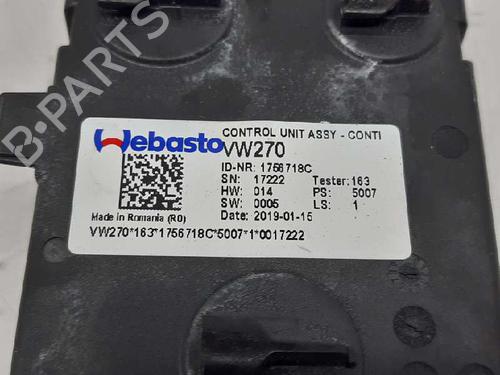 Webasto
CONTROL UNIT ASSY - CONTI
VW270
ID-NR: 1756718C
SN: 17222 Tester: 163
HW: 014 PS: 5007
SW: 0005 LS: 1
Date: 2019-01-15
Made in Romania (RO)
VW270*163*1756718C*5007*1*0017222
B-PARTS